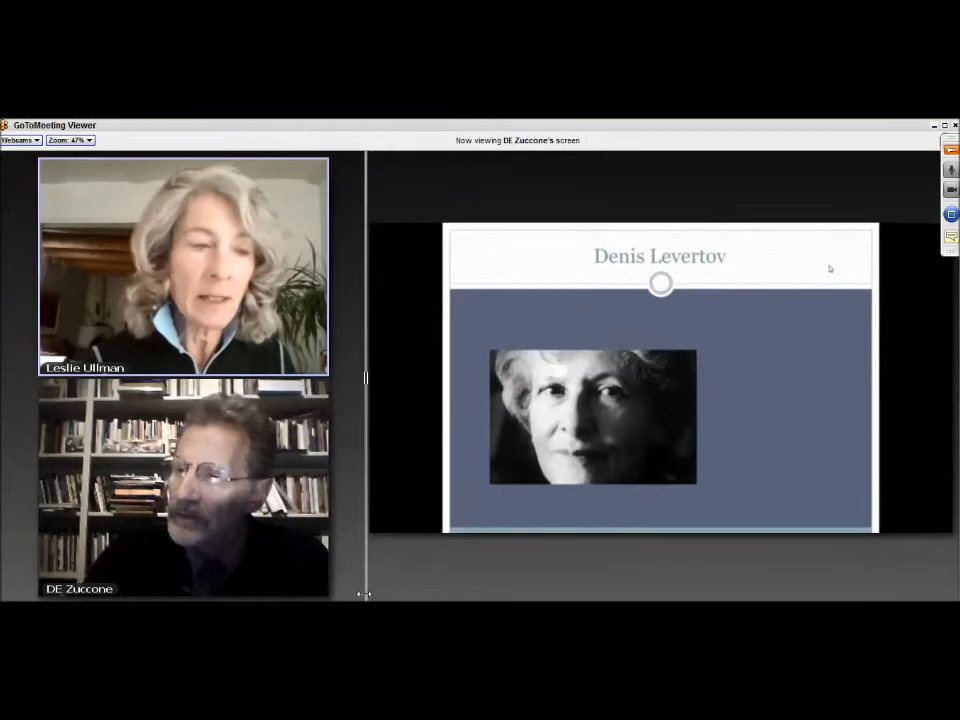 GoToMeeting Viewer
Webcams
Zoom: 47%
Now viewing DE Zuccone's screen
Leslie Ullman
DE Zuccone
Denis Levertov